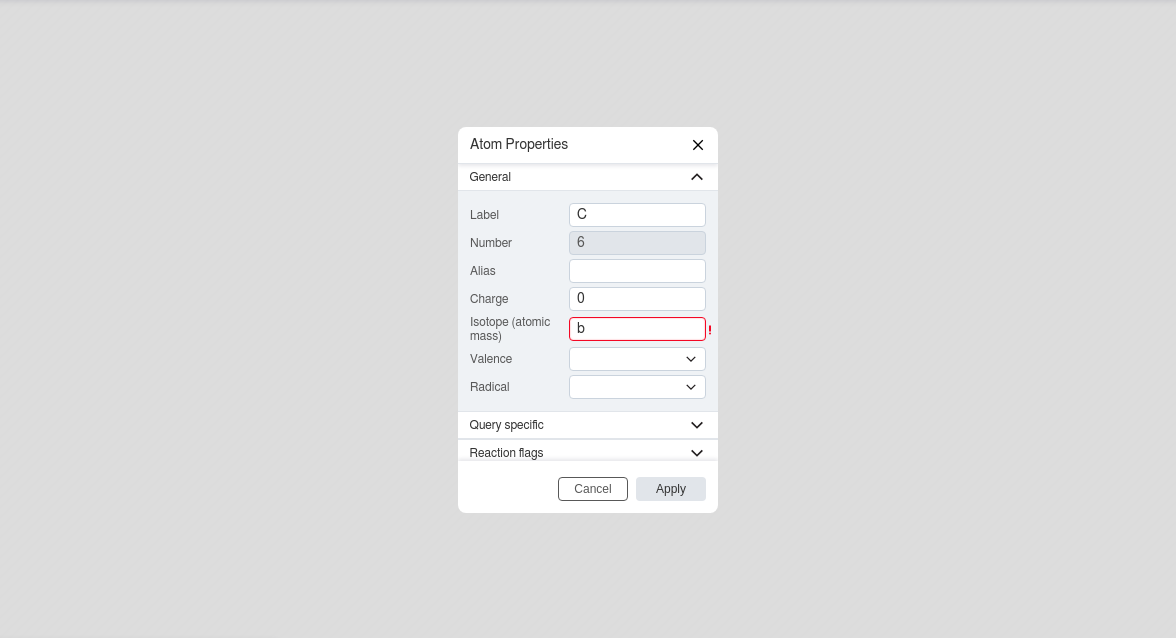 Atom Properties
General
Label C
Number 6
Alias
Charge 0
Isotope (atomic
mass) b !
Valence
Radical
Query specific
Reaction flags
Cancel Apply